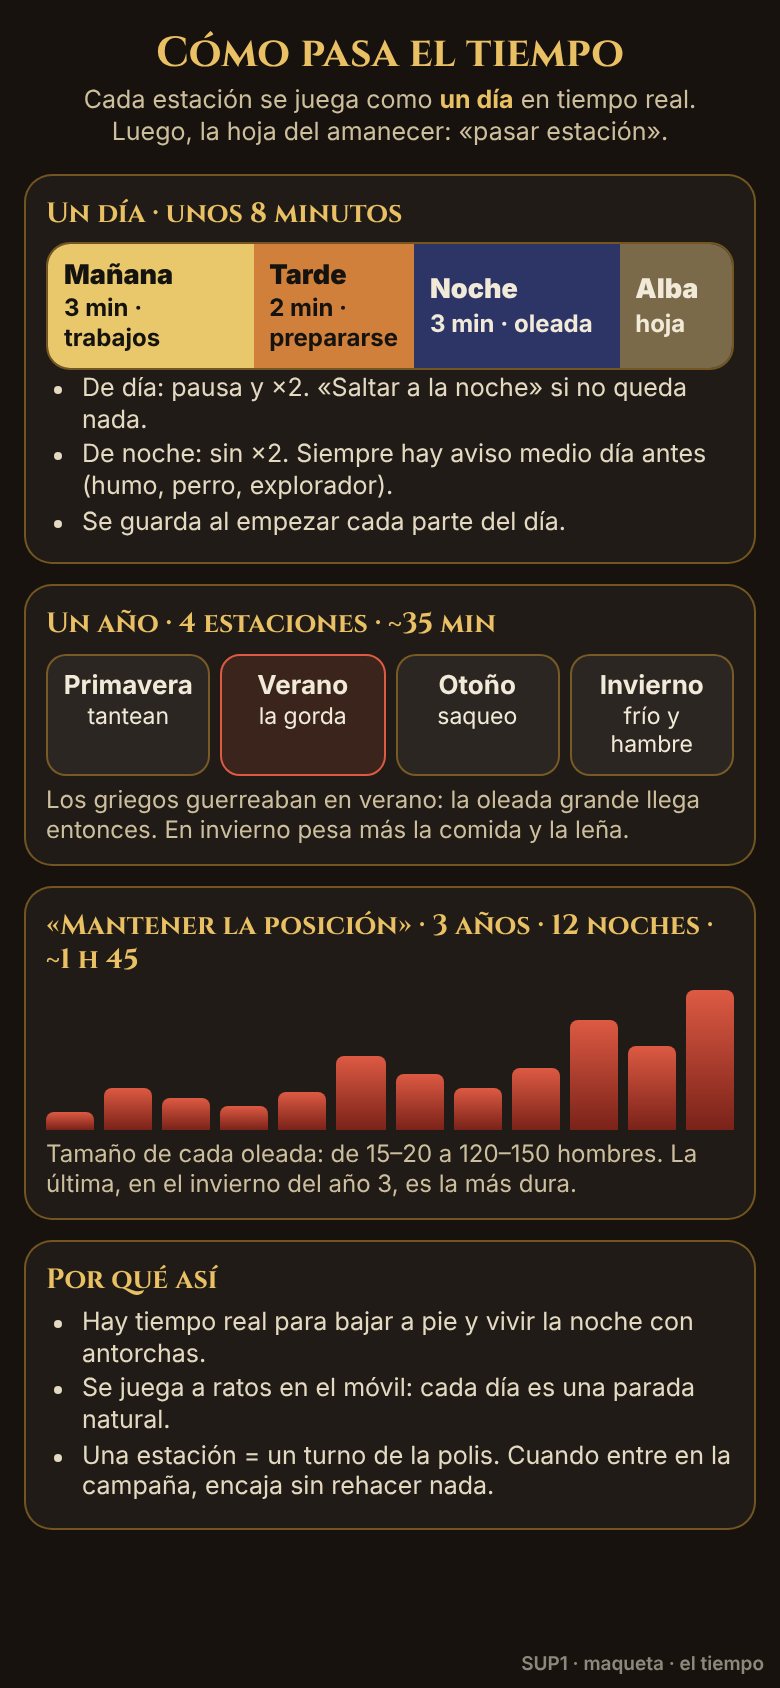 Cómo pasa el tiempo
Cada estación se juega como un día en tiempo real.
Luego, la hoja del amanecer: «pasar estación».
Un día · unos 8 minutos
Mañana
3 min ·
trabajos
Tarde
2 min ·
prepararse
Noche
3 min · oleada
Alba
hoja
• De día: pausa y ×2. «Saltar a la noche» si no queda
nada.
• De noche: sin ×2. Siempre hay aviso medio día antes
(humo, perro, explorador).
• Se guarda al empezar cada parte del día.
Un año · 4 estaciones · ~35 min
Primavera
tantean
Verano
la gorda
Otoño
saqueo
Invierno
frío y
hambre
Los griegos guerreaban en verano: la oleada grande llega
entonces. En invierno pesa más la comida y la leña.
«Mantener la posición» · 3 años · 12 noches ·
~1 h 45
Tamaño de cada oleada: de 15–20 a 120–150 hombres. La
última, en el invierno del año 3, es la más dura.
Por qué así
• Hay tiempo real para bajar a pie y vivir la noche con
antorchas.
• Se juega a ratos en el móvil: cada día es una parada
natural.
• Una estación = un turno de la polis. Cuando entre en la
campaña, encaja sin rehacer nada.
SUP1 · maqueta · el tiempo